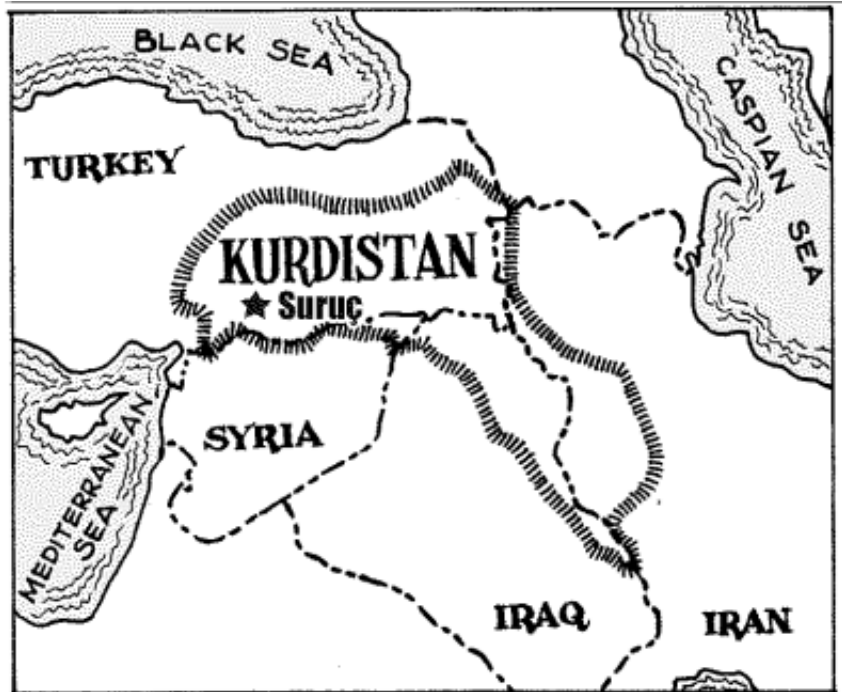 BLACK SEA
CASPIAN SEA
TURKEY
KURDISTAN
Suruç
SYRIA
MEDITERRANEAN
SEA
IRAQ
IRAN